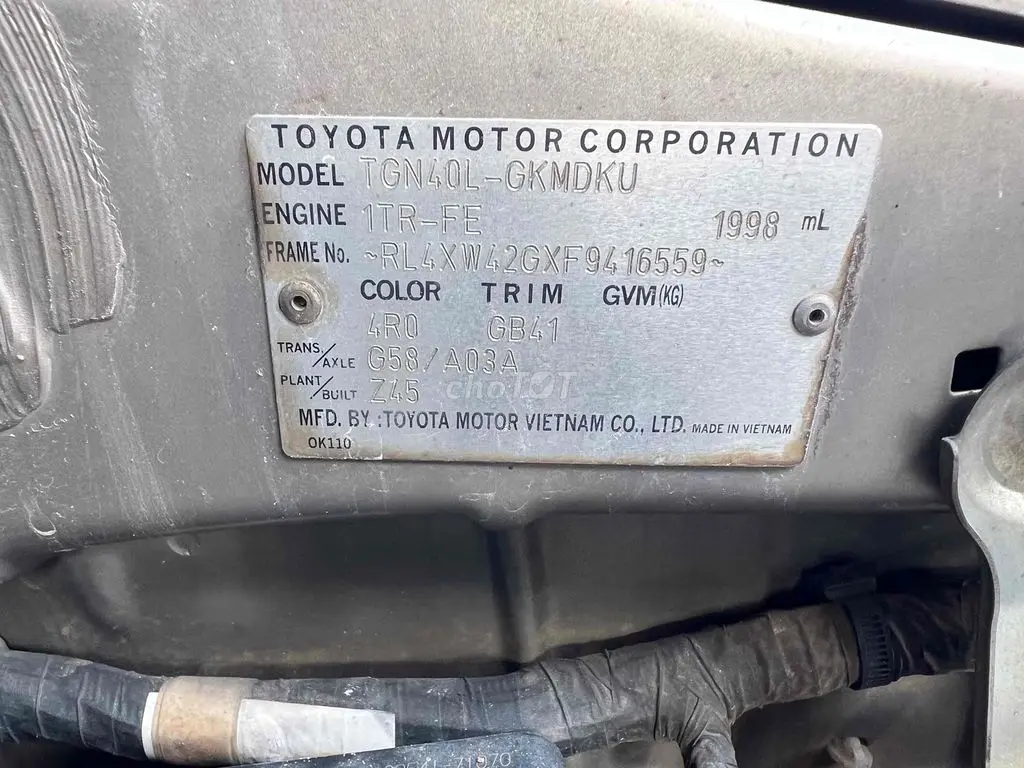 TOYOTA MOTOR CORPORATION
MODEL TGN40L-GKMDKU
ENGINE 1TR-FE 1998 mL
FRAME No. ~RL4XW42GXF9416559~
COLOR TRIM GVM(KG)
4R0 GB41
TRANS./AXLE G58/A03A
PLANT/BUILT Z45
choTOT
MFD. BY :TOYOTA MOTOR VIETNAM CO., LTD. MADE IN VIETNAM
OK110